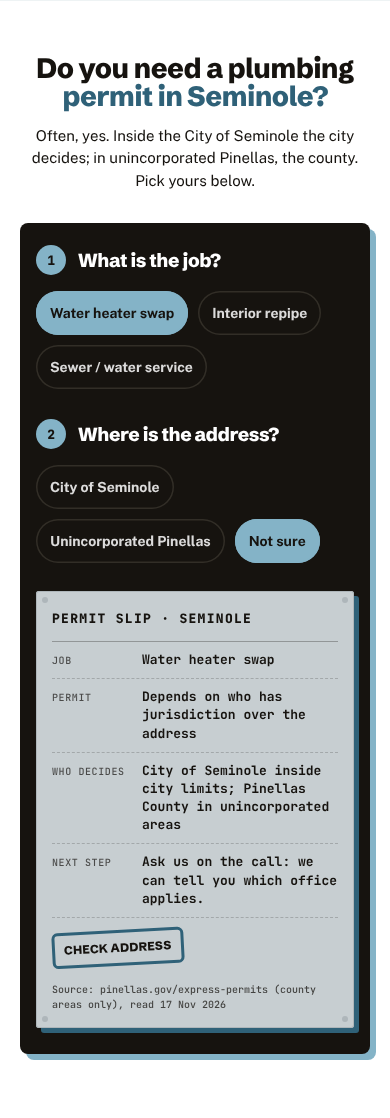 Do you need a plumbing
permit in Seminole?
Often, yes. Inside the City of Seminole the city
decides; in unincorporated Pinellas, the county.
Pick yours below.
1 What is the job?
Water heater swap Interior repipe
Sewer / water service
2 Where is the address?
City of Seminole
Unincorporated Pinellas Not sure
PERMIT SLIP · SEMINOLE
JOB Water heater swap
PERMIT Depends on who has
jurisdiction over the
address
WHO DECIDES City of Seminole inside
city limits; Pinellas
County in unincorporated
areas
NEXT STEP Ask us on the call: we
can tell you which office
applies.
CHECK ADDRESS
Source: pinellas.gov/express-permits (county
areas only), read 17 Nov 2026